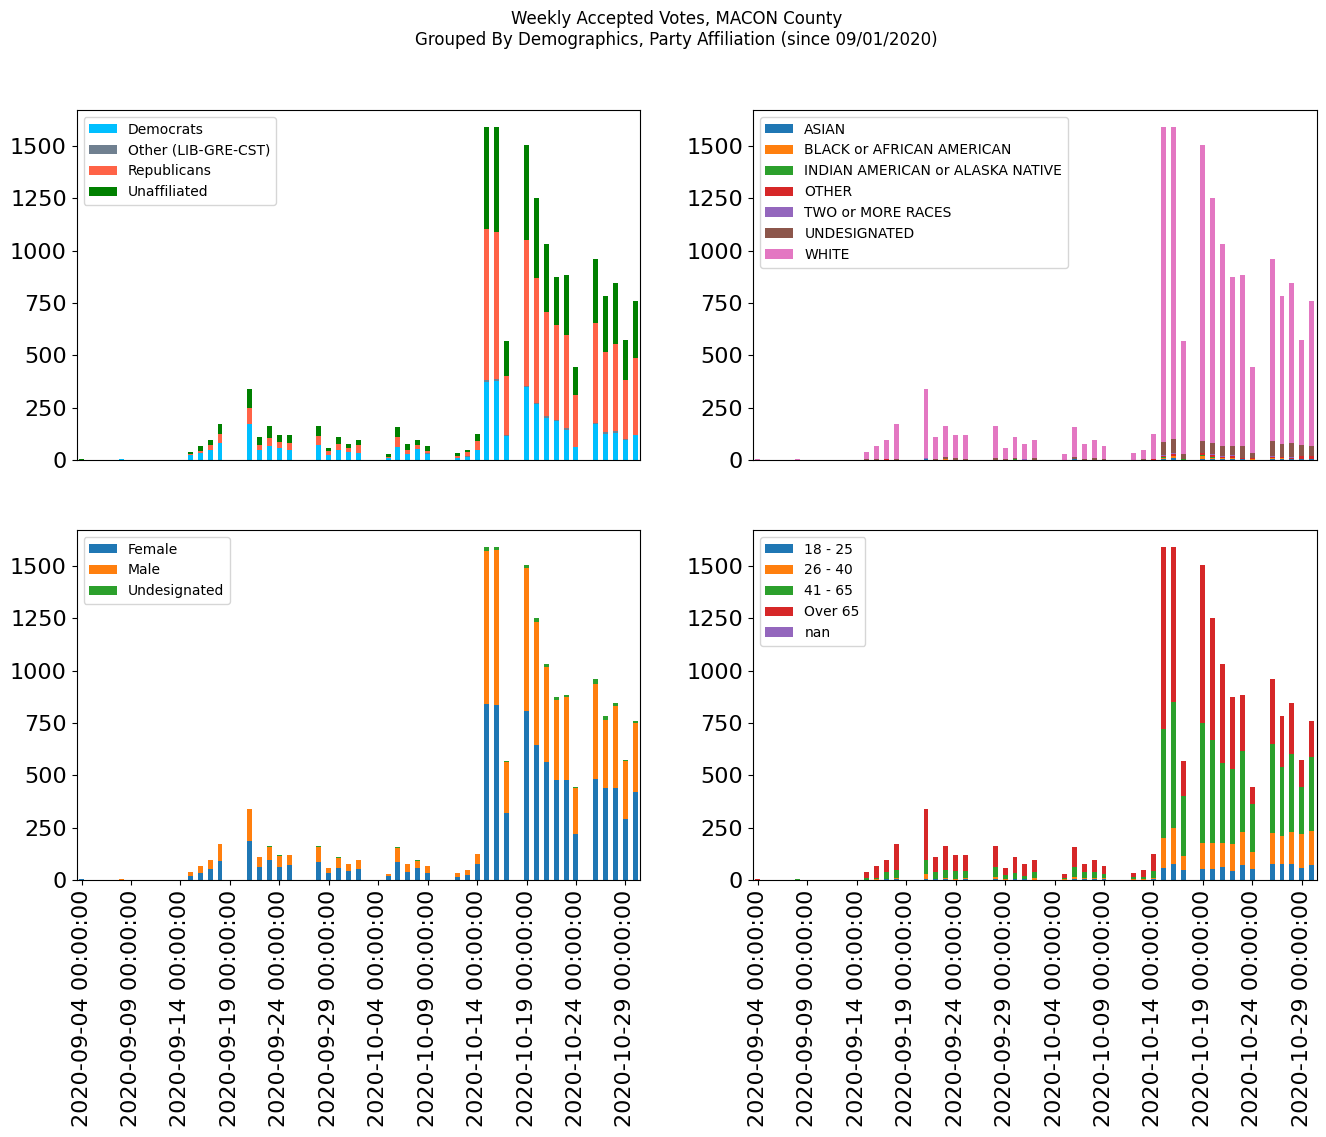 Weekly Accepted Votes, MACON County
Grouped By Demographics, Party Affiliation (since 09/01/2020)
1500
1250
1000
750
500
250
0
Democrats
Other (LIB-GRE-CST)
Republicans
Unaffiliated
1500
1250
1000
750
500
250
0
ASIAN
BLACK or AFRICAN AMERICAN
INDIAN AMERICAN or ALASKA NATIVE
OTHER
TWO or MORE RACES
UNDESIGNATED
WHITE
1500
1250
1000
750
500
250
0
Female
Male
Undesignated
2020-09-04 00:00:00
2020-09-09 00:00:00
2020-09-14 00:00:00
2020-09-19 00:00:00
2020-09-24 00:00:00
2020-09-29 00:00:00
2020-10-04 00:00:00
2020-10-09 00:00:00
2020-10-14 00:00:00
2020-10-19 00:00:00
2020-10-24 00:00:00
2020-10-29 00:00:00
1500
1250
1000
750
500
250
0
18 - 25
26 - 40
41 - 65
Over 65
nan
2020-09-04 00:00:00
2020-09-09 00:00:00
2020-09-14 00:00:00
2020-09-19 00:00:00
2020-09-24 00:00:00
2020-09-29 00:00:00
2020-10-04 00:00:00
2020-10-09 00:00:00
2020-10-14 00:00:00
2020-10-19 00:00:00
2020-10-24 00:00:00
2020-10-29 00:00:00